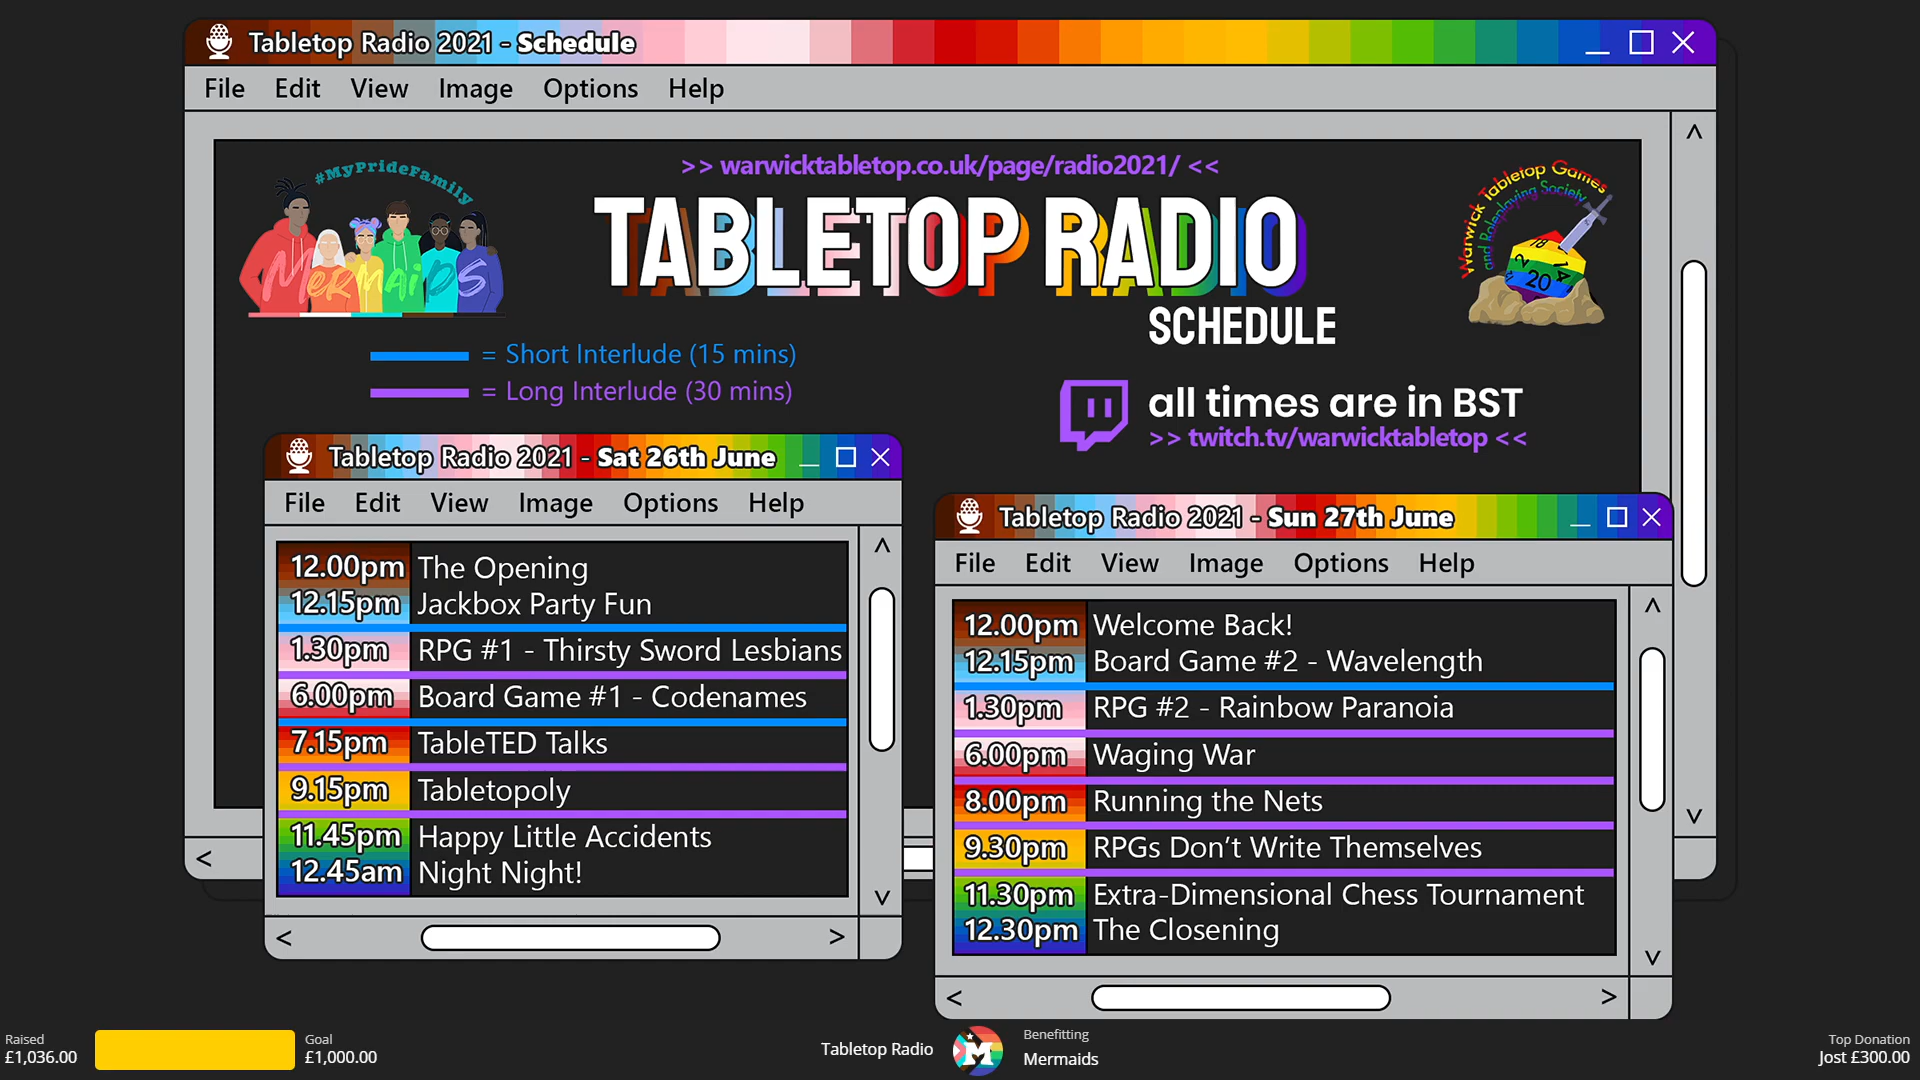 Tabletop Radio 2021 - Schedule
File Edit View Image Options Help
>> warwicktabletop.co.uk/page/radio2021/ <<
#MyPrideFamily
Mermaids
TABLETOP RADIO
SCHEDULE
Warwick Tabletop Games
and Roleplaying Society
18
2
14
20
= Short Interlude (15 mins)
= Long Interlude (30 mins)
all times are in BST
>> twitch.tv/warwicktabletop <<
Tabletop Radio 2021 - Sat 26th June
File Edit View Image Options Help
12.00pm The Opening
12.15pm Jackbox Party Fun
1.30pm RPG #1 - Thirsty Sword Lesbians
6.00pm Board Game #1 - Codenames
7.15pm TableTED Talks
9.15pm Tabletopoly
11.45pm Happy Little Accidents
12.45am Night Night!
Tabletop Radio 2021 - Sun 27th June
File Edit View Image Options Help
12.00pm Welcome Back!
12.15pm Board Game #2 - Wavelength
1.30pm RPG #2 - Rainbow Paranoia
6.00pm Waging War
8.00pm Running the Nets
9.30pm RPGs Don't Write Themselves
11.30pm Extra-Dimensional Chess Tournament
12.30pm The Closening
Raised
£1,036.00
Goal
£1,000.00
Tabletop Radio
M
Benefitting
Mermaids
Top Donation
Jost £300.00